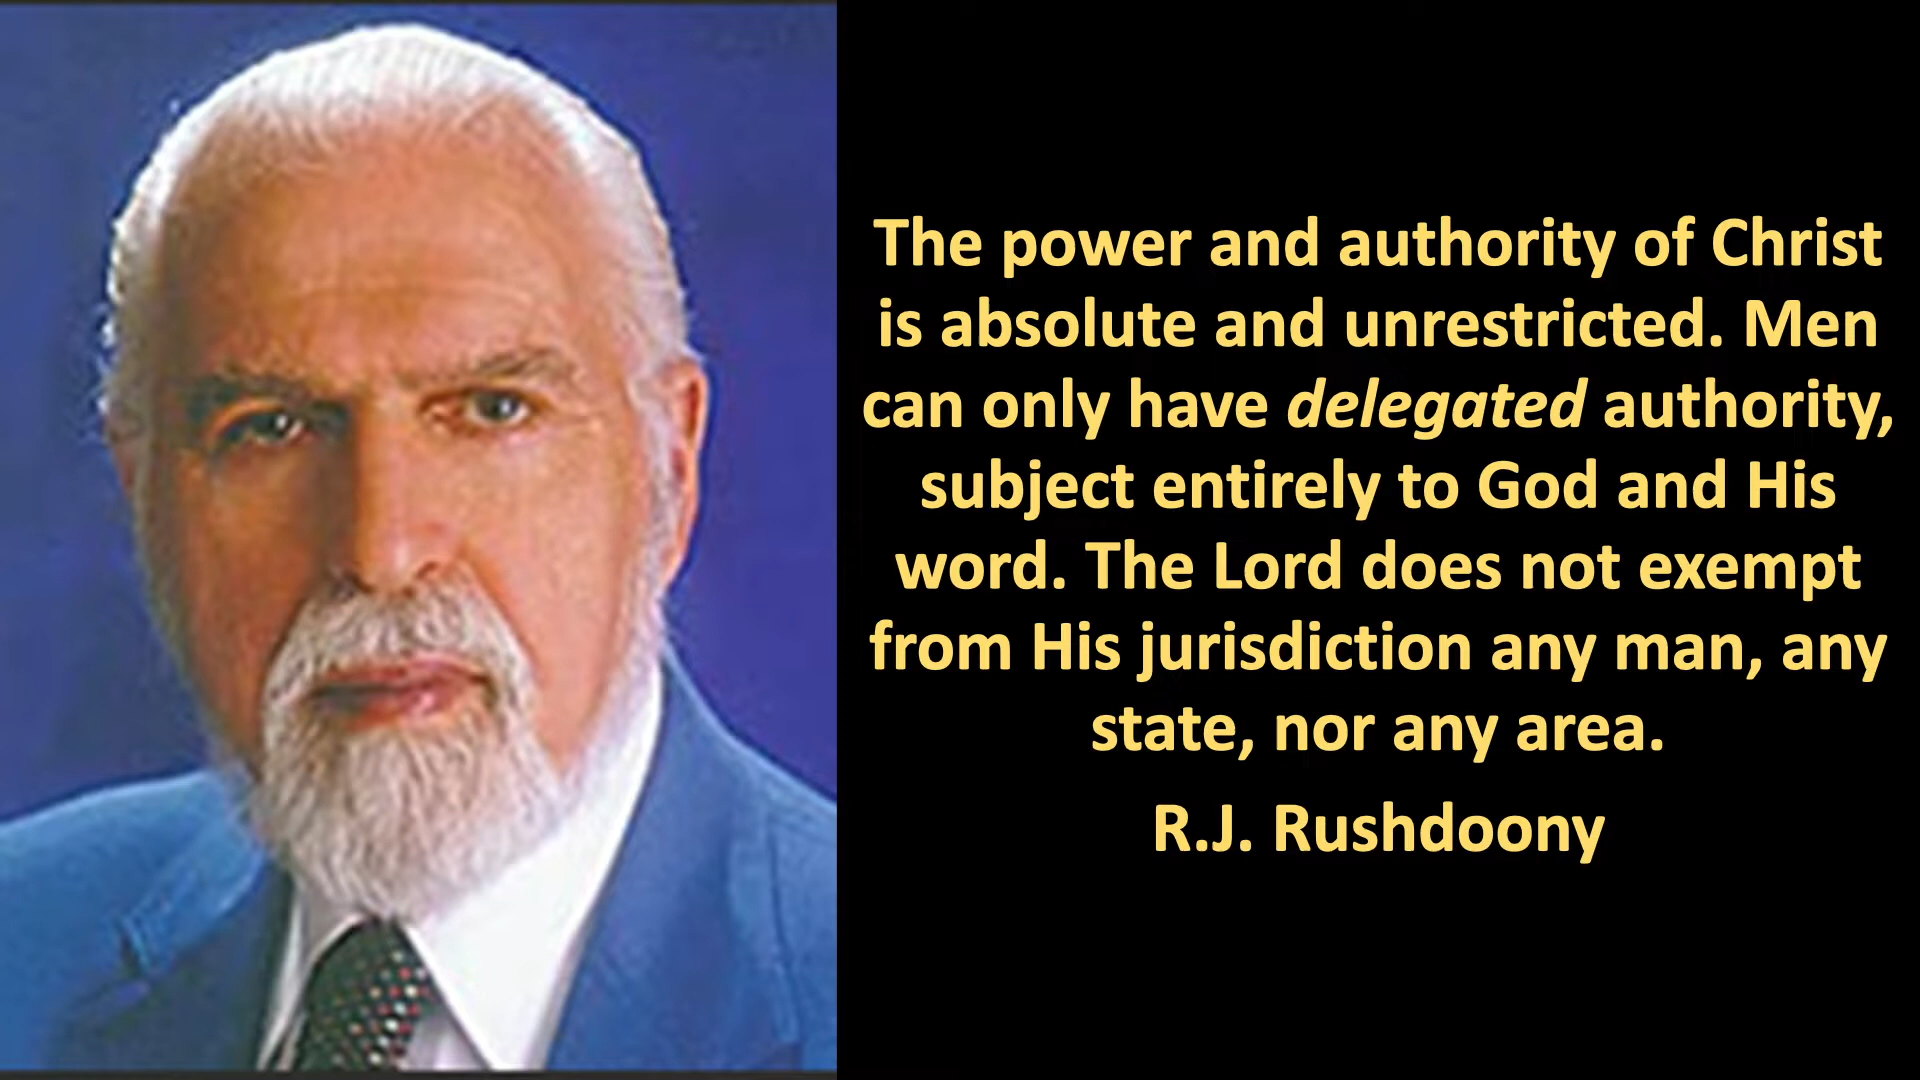 The power and authority of Christ
is absolute and unrestricted. Men
can only have delegated authority,
subject entirely to God and His
word. The Lord does not exempt
from His jurisdiction any man, any
state, nor any area.
R.J. Rushdoony